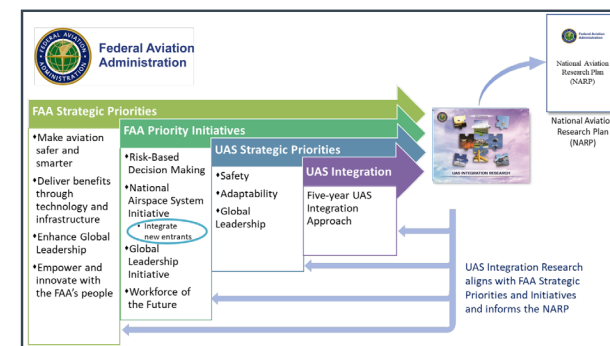 Federal Aviation
Administration
FAA Strategic Priorities
•Make aviation
safer and
smarter
•Deliver benefits
through
technology and
infrastructure
•Enhance Global
Leadership
•Empower and
innovate with
the FAA's people
FAA Priority Initiatives
•Risk-Based
Decision Making
•National
Airspace System
Initiative
• Integrate
new entrants
•Global
Leadership
Initiative
•Workforce of
the Future
UAS Strategic Priorities
•Safety
•Adaptability
•Global
Leadership
UAS Integration
Five-year UAS
Integration
Approach
UAS INTEGRATION RESEARCH
Federal Aviation
Administration
National Aviation
Research Plan
(NARP)
National Aviatio
Research Plan
(NARP)
UAS Integration Research
aligns with FAA Strategic
Priorities and Initiatives
and informs the NARP